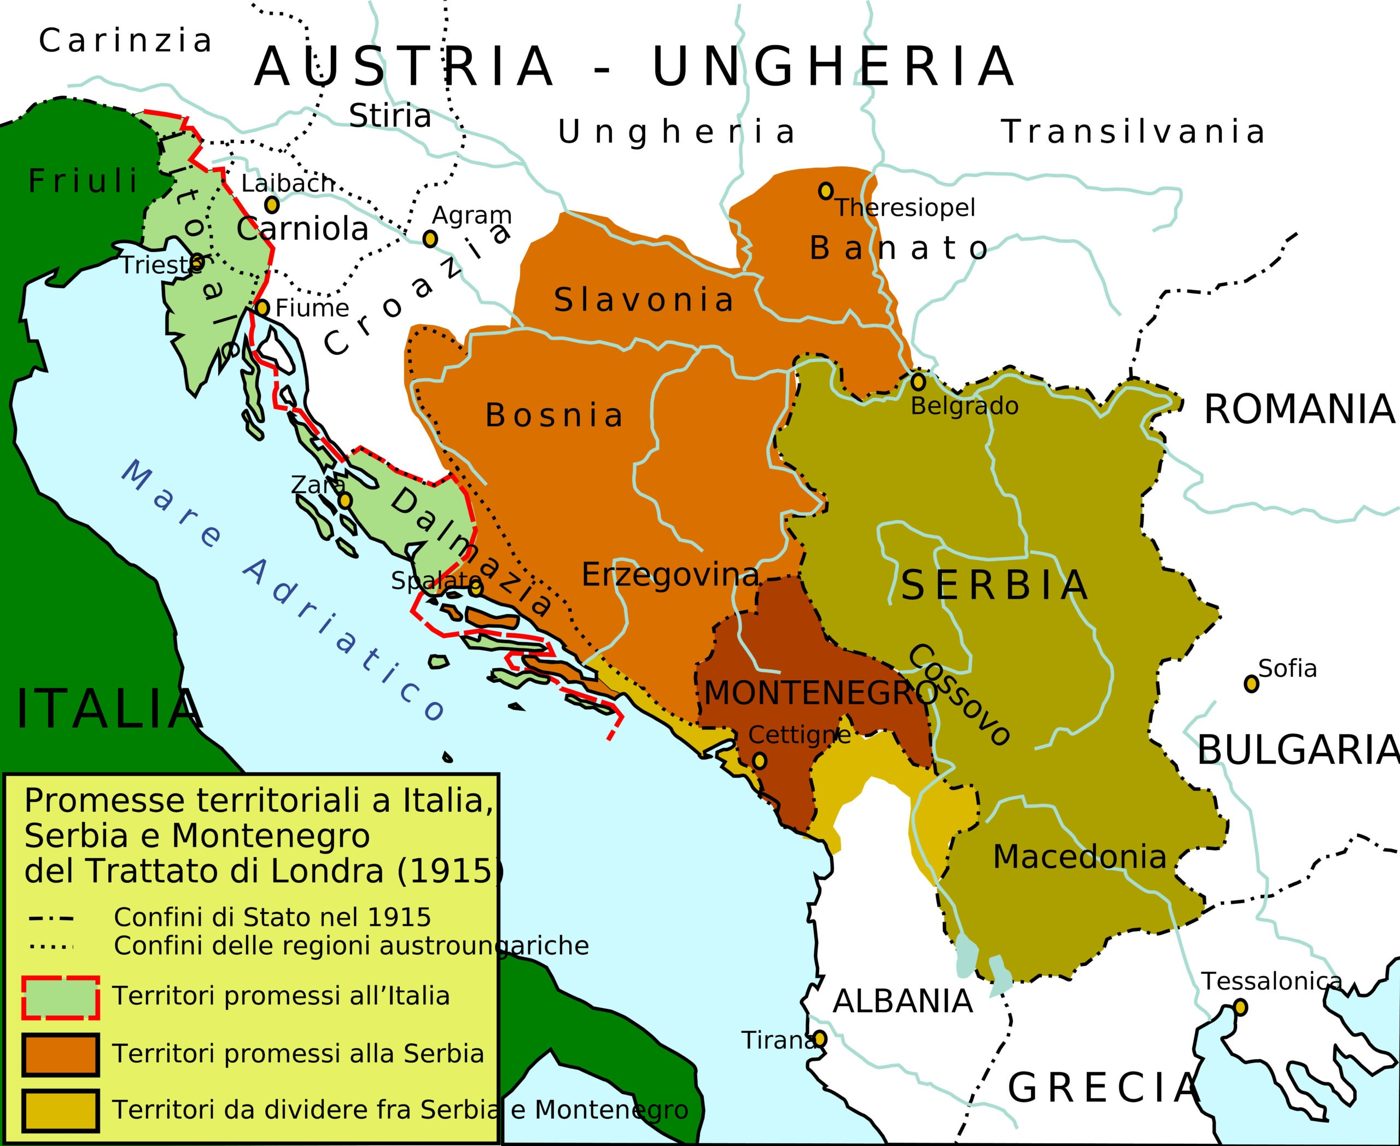 Carinzia
AUSTRIA - UNGHERIA
Stiria
Ungheria
Transilvania
Friuli
Litorale
Laibach
Carniola
Agram
Croazia
Theresiopel
Banato
Trieste
Fiume
Slavonia
Bosnia
Belgrado
ROMANIA
Mare Adriatico
Zara
Dalmazia
Spalato
Erzegovina
SERBIA
Cossovo
Sofia
ITALIA
MONTENEGRO
Cettigne
BULGARIA
Macedonia
ALBANIA
Tessalonica
Tirana
GRECIA
Promesse territoriali a Italia,
Serbia e Montenegro
del Trattato di Londra (1915)
Confini di Stato nel 1915
Confini delle regioni austroungariche
Territori promessi all'Italia
Territori promessi alla Serbia
Territori da dividere fra Serbia e Montenegro